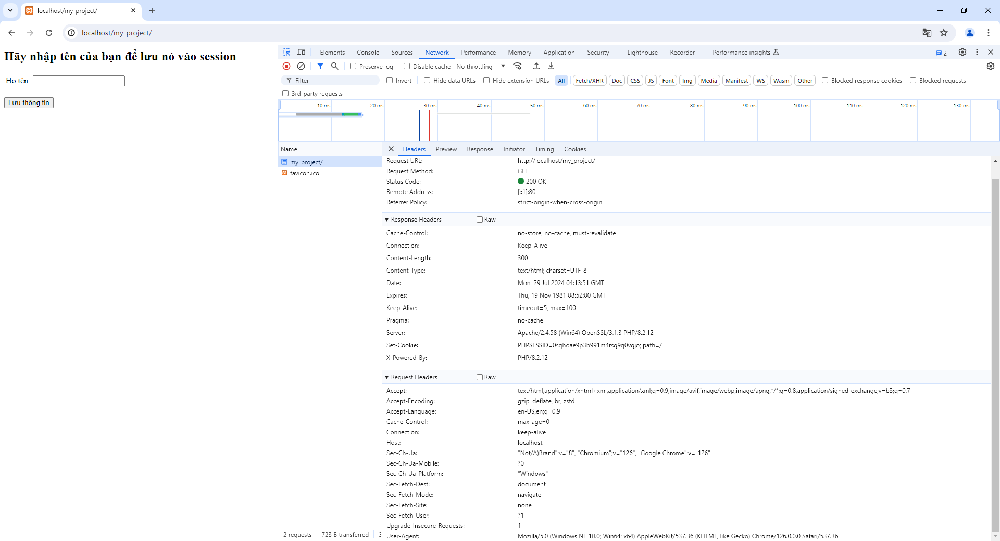 localhost/my_project/
localhost/my_project/
Hãy nhập tên của bạn để lưu nó vào session
Họ tên:
Lưu thông tin
Elements Console Sources Network Performance Memory Application Security Lighthouse Recorder Performance insights 2
Preserve log Disable cache No throttling
Filter Invert Hide data URLs Hide extension URLs All Fetch/XHR Doc CSS JS Font Img Media Manifest WS Wasm Other Blocked response cookies Blocked requests
3rd-party requests
10 ms 20 ms 30 ms 40 ms 50 ms 60 ms 70 ms 80 ms 90 ms 100 ms 110 ms 120 ms 130 ms
Name
my_project/
favicon.ico
2 requests 723 B transferred
Headers Preview Response Initiator Timing Cookies
Request URL: http://localhost/my_project/
Request Method: GET
Status Code: 200 OK
Remote Address: [::1]:80
Referrer Policy: strict-origin-when-cross-origin
Response Headers Raw
Cache-Control: no-store, no-cache, must-revalidate
Connection: Keep-Alive
Content-Length: 300
Content-Type: text/html; charset=UTF-8
Date: Mon, 29 Jul 2024 04:13:51 GMT
Expires: Thu, 19 Nov 1981 08:52:00 GMT
Keep-Alive: timeout=5, max=100
Pragma: no-cache
Server: Apache/2.4.58 (Win64) OpenSSL/3.1.3 PHP/8.2.12
Set-Cookie: PHPSESSID=0sqhoae9p3b991m4rsg9q0vgjo; path=/
X-Powered-By: PHP/8.2.12
Request Headers Raw
Accept: text/html,application/xhtml+xml,application/xml;q=0.9,image/avif,image/webp,image/apng,*/*;q=0.8,application/signed-exchange;v=b3;q=0.7
Accept-Encoding: gzip, deflate, br, zstd
Accept-Language: en-US,en;q=0.9
Cache-Control: max-age=0
Connection: keep-alive
Host: localhost
Sec-Ch-Ua: "Not/A)Brand";v="8", "Chromium";v="126", "Google Chrome";v="126"
Sec-Ch-Ua-Mobile: ?0
Sec-Ch-Ua-Platform: "Windows"
Sec-Fetch-Dest: document
Sec-Fetch-Mode: navigate
Sec-Fetch-Site: none
Sec-Fetch-User: ?1
Upgrade-Insecure-Requests: 1
User-Agent: Mozilla/5.0 (Windows NT 10.0; Win64; x64) AppleWebKit/537.36 (KHTML, like Gecko) Chrome/126.0.0.0 Safari/537.36